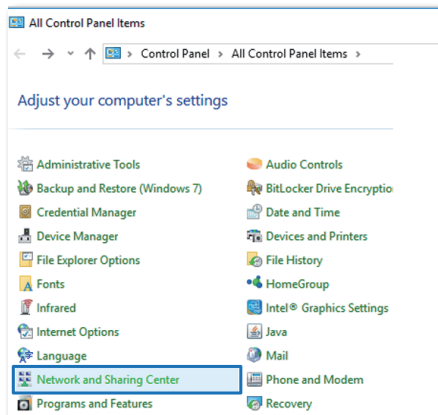 All Control Panel Items
Control Panel > All Control Panel Items >
Adjust your computer's settings
Administrative Tools
Audio Controls
Backup and Restore (Windows 7)
BitLocker Drive Encryptio
Credential Manager
Date and Time
Device Manager
Devices and Printers
File Explorer Options
File History
Fonts
HomeGroup
Infrared
Intel® Graphics Settings
Internet Options
Java
Language
Mail
Network and Sharing Center
Phone and Modem
Programs and Features
Recovery